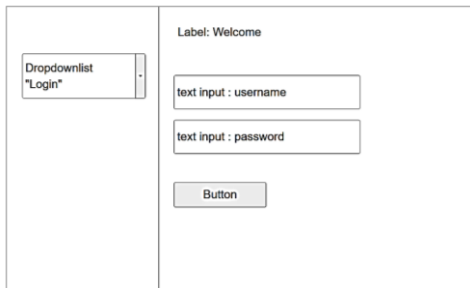 Dropdownlist
"Login"
Label: Welcome
text input : username
text input : password
Button